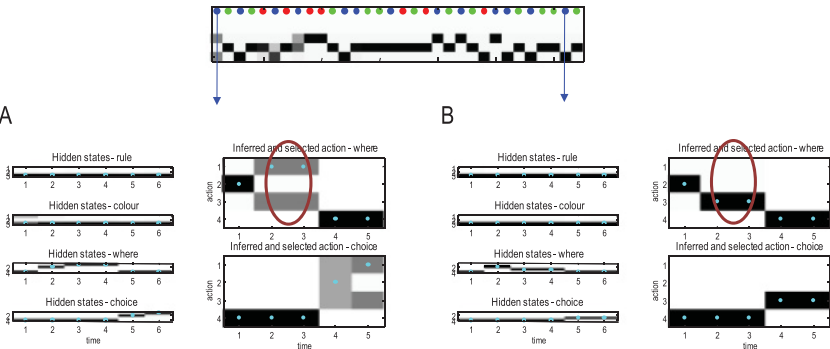 A
B
Hidden states - rule
1 2 3 4 5 6
Hidden states - colour
1 2 3 4 5 6
Hidden states - where
1 2 3 4 5 6
Hidden states - choice
1 2 3 4 5 6
time
Inferred and selected action - where
action
1
2
3
4
2 3 4 5
Inferred and selected action - choice
action
1
2
3
4
1 2 3 4 5
time
Hidden states - rule
1 2 3 4 5 6
Hidden states - colour
1 2 3 4 5 6
Hidden states - where
1 2 3 4 5 6
Hidden states - choice
1 2 3 4 5 6
time
Inferred and selected action - where
action
1
2
3
4
2 3 4 5
Inferred and selected action - choice
action
1
2
3
4
1 2 3 4 5
time